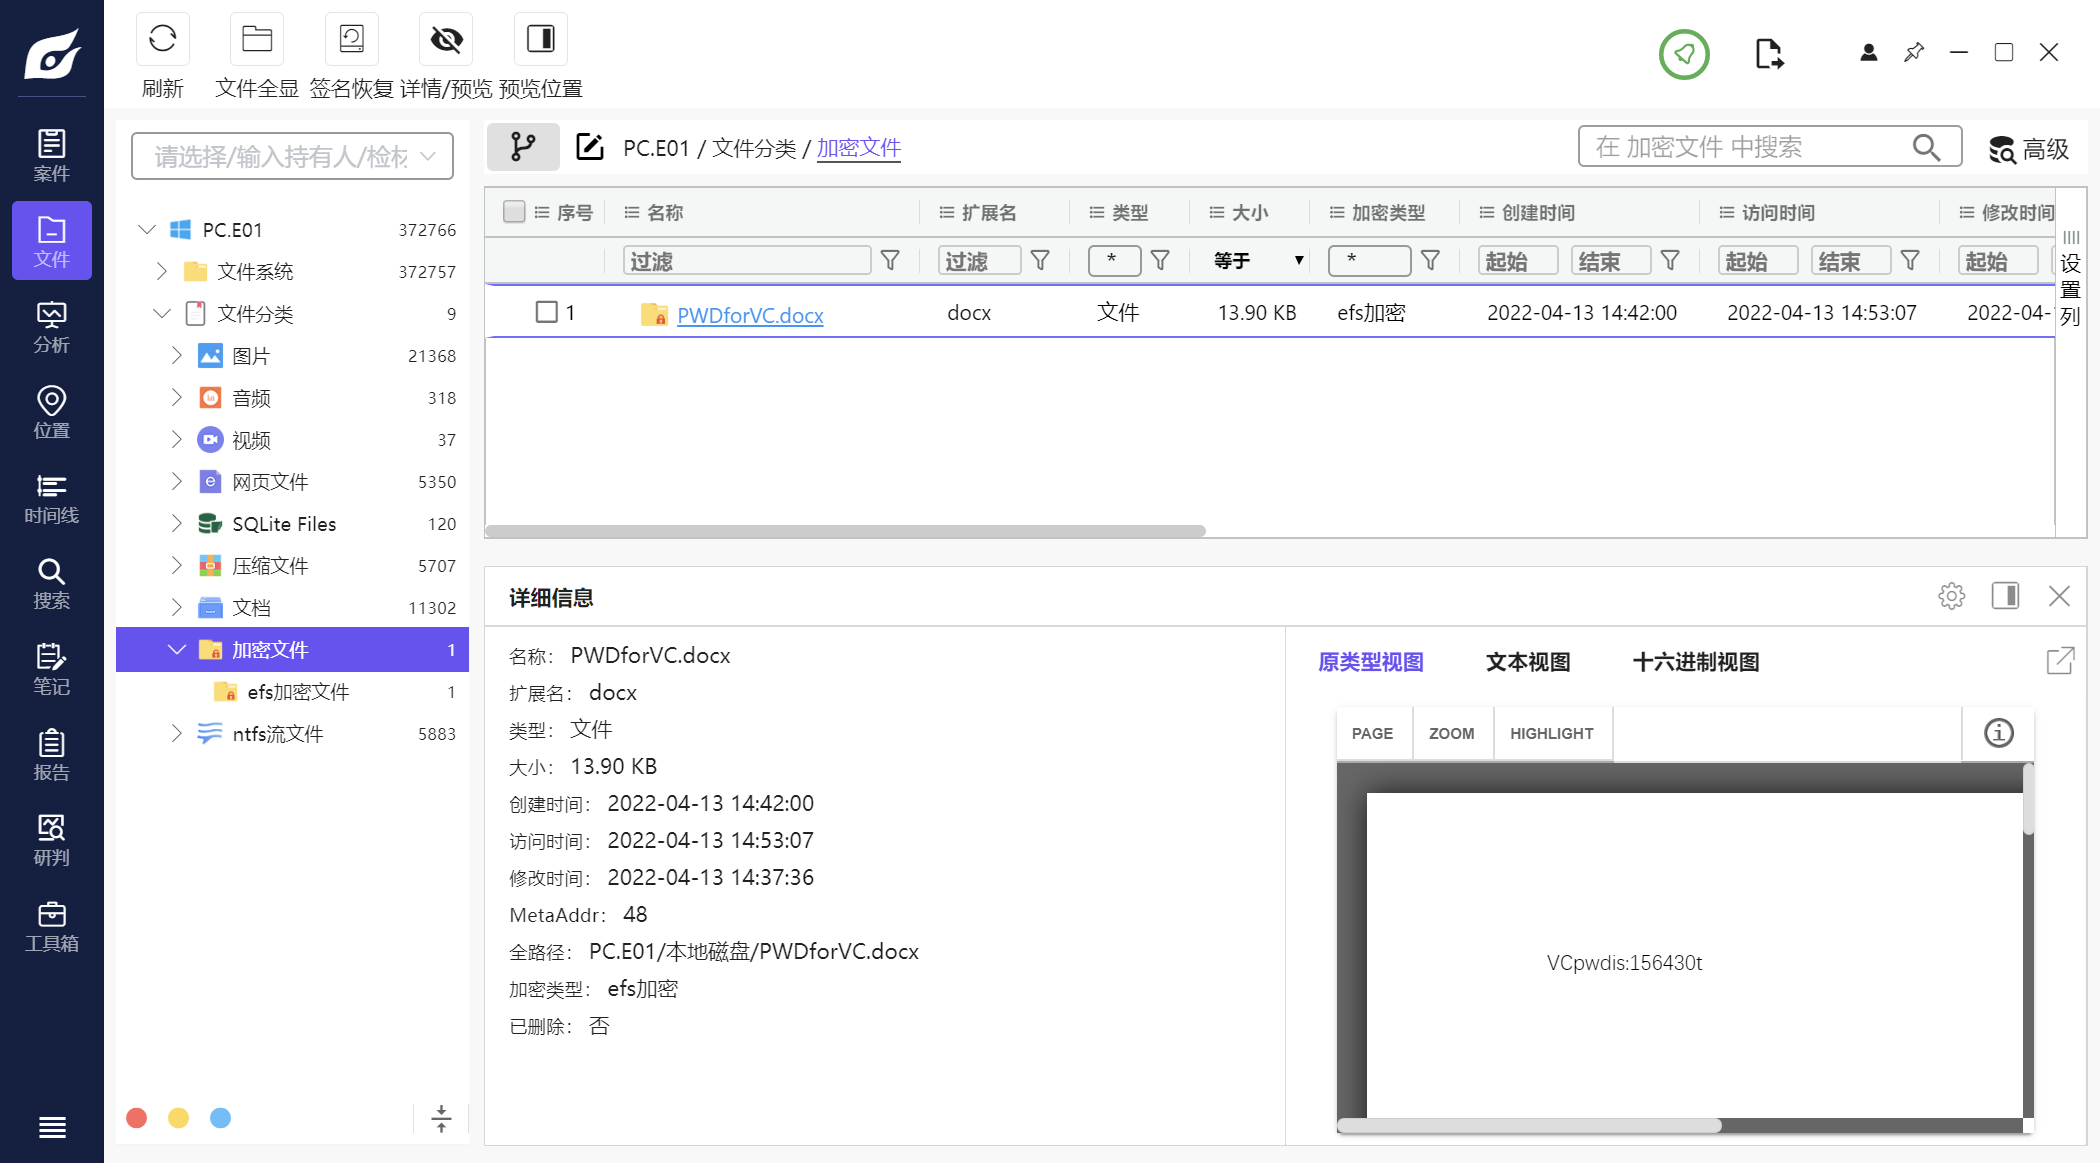 刷新
文件全显
签名恢复
详情/预览
预览位置
案件
文件
分析
位置
时间线
搜索
笔记
报告
研判
工具箱
请选择/输入持有人/检材
PC.E01 372766
文件系统 372757
文件分类 9
图片 21368
音频 318
视频 37
网页文件 5350
SQLite Files 120
压缩文件 5707
文档 11302
加密文件 1
efs加密文件 1
ntfs流文件 5883
PC.E01 / 文件分类 / 加密文件
在 加密文件 中搜索
高级
序号 名称 扩展名 类型 大小 加密类型 创建时间 访问时间 修改时间
过滤 过滤 * 等于 * 起始 结束 起始 结束 起始
1 PWDforVC.docx docx 文件 13.90 KB efs加密 2022-04-13 14:42:00 2022-04-13 14:53:07 2022-04-
设置列
详细信息
名称: PWDforVC.docx
扩展名: docx
类型: 文件
大小: 13.90 KB
创建时间: 2022-04-13 14:42:00
访问时间: 2022-04-13 14:53:07
修改时间: 2022-04-13 14:37:36
MetaAddr: 48
全路径: PC.E01/本地磁盘/PWDforVC.docx
加密类型: efs加密
已删除: 否
原类型视图 文本视图 十六进制视图
PAGE ZOOM HIGHLIGHT
VCpwdis:156430t